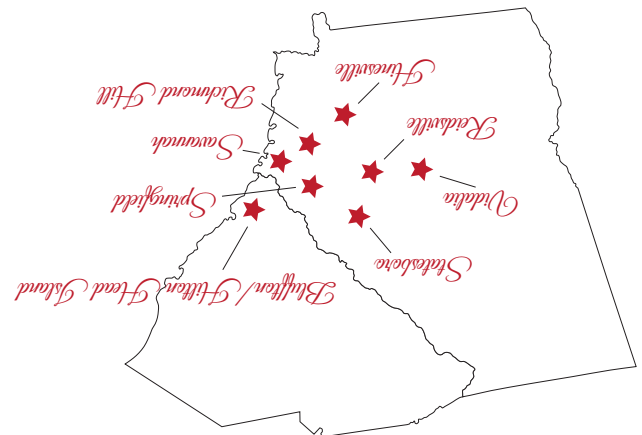 Bluffton/Hilton Head Island
Statesboro
Springfield
Vidalia
Savannah
Reidsville
Richmond Hill
Hinesville